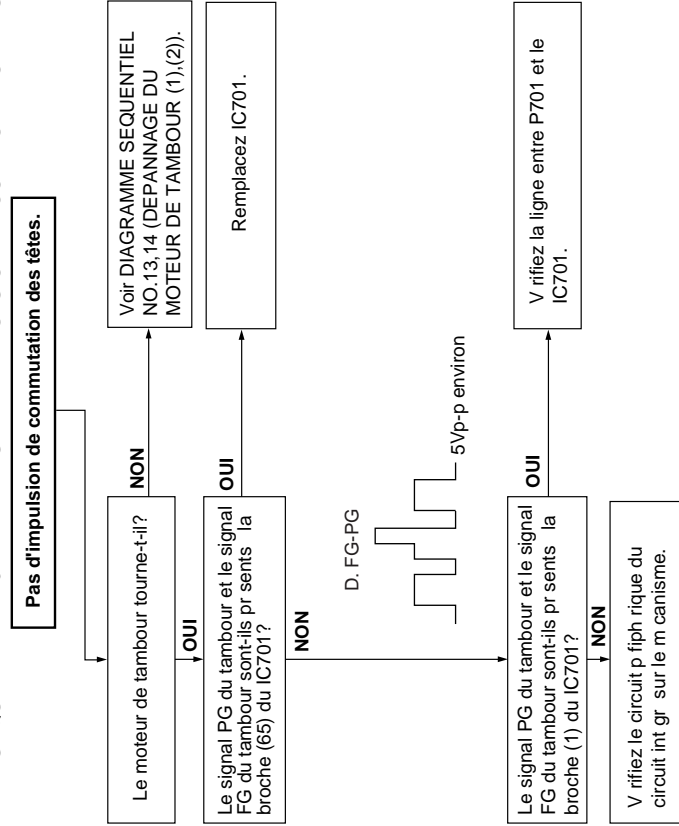 Pas d'impulsion de commutation des têtes.
Le moteur de tambour tourne-t-il?
NON
Voir DIAGRAMME SEQUENTIEL
NO.13,14 (DEPANNAGE DU
MOTEUR DE TAMBOUR (1),(2)).
OUI
Le signal PG du tambour et le signal
FG du tambour sont-ils pr sents la
broche (65) du IC701?
OUI
Remplacez IC701.
NON
D. FG-PG
5Vp-p environ
Le signal PG du tambour et le signal
FG du tambour sont-ils pr sents la
broche (1) du IC701?
OUI
V rifiez la ligne entre P701 et le
IC701.
NON
V rifiez le circuit p fiph rique du
circuit int gr sur le m canisme.